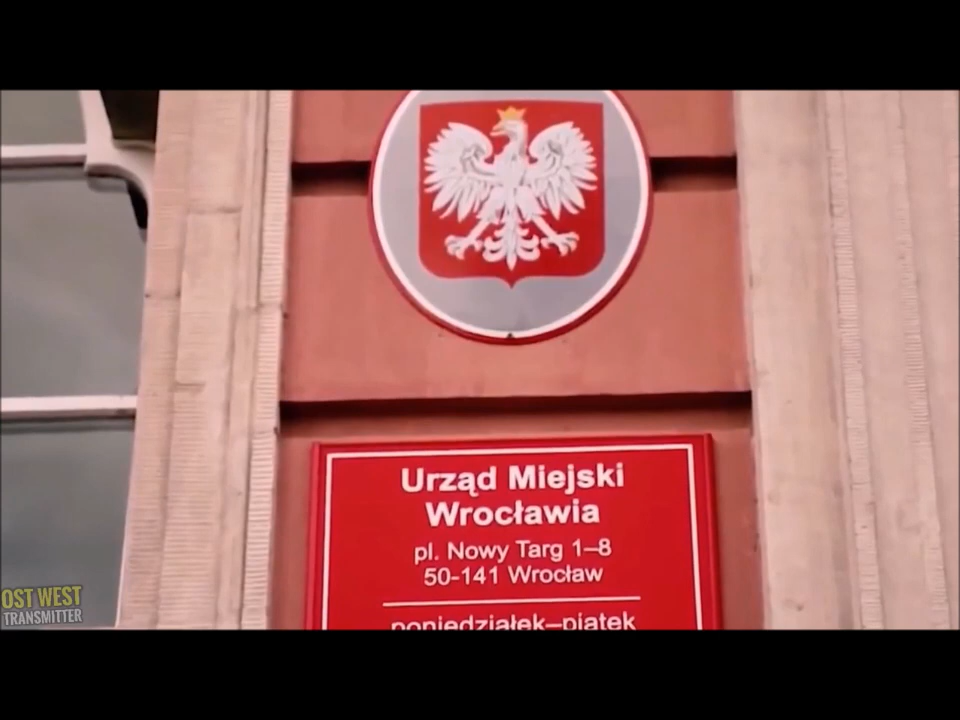 Urząd Miejski
Wrocławia
pl. Nowy Targ 1–8
50-141 Wrocław
poniedziałek–piątek
OST WEST
TRANSMITTER